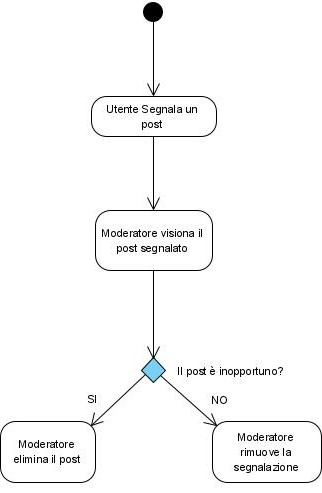 Utente Segnala un
post
Moderatore visiona il
post segnalato
Il post è inopportuno?
SI
NO
Moderatore
elimina il post
Moderatore
rimuove la
segnalazione